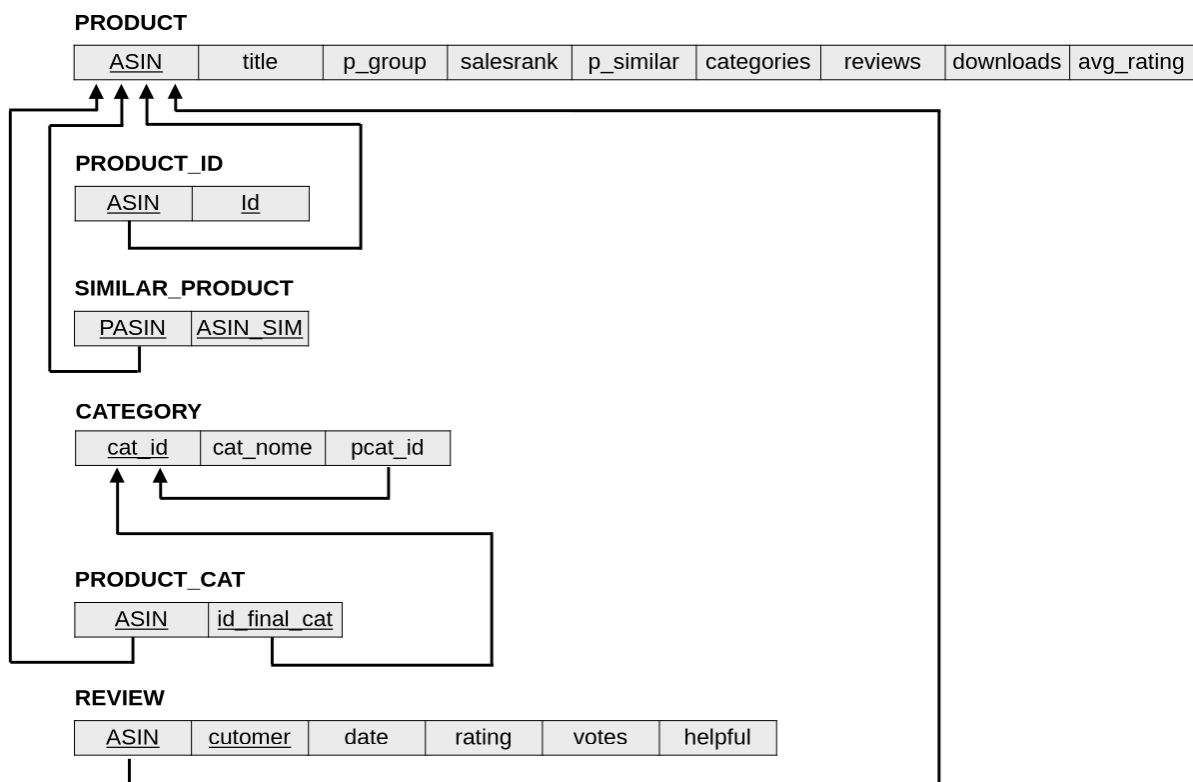 PRODUCT
ASIN title p_group salesrank p_similar categories reviews downloads avg_rating
PRODUCT_ID
ASIN Id
SIMILAR_PRODUCT
PASIN ASIN_SIM
CATEGORY
cat_id cat_nome pcat_id
PRODUCT_CAT
ASIN id_final_cat
REVIEW
ASIN cutomer date rating votes helpful